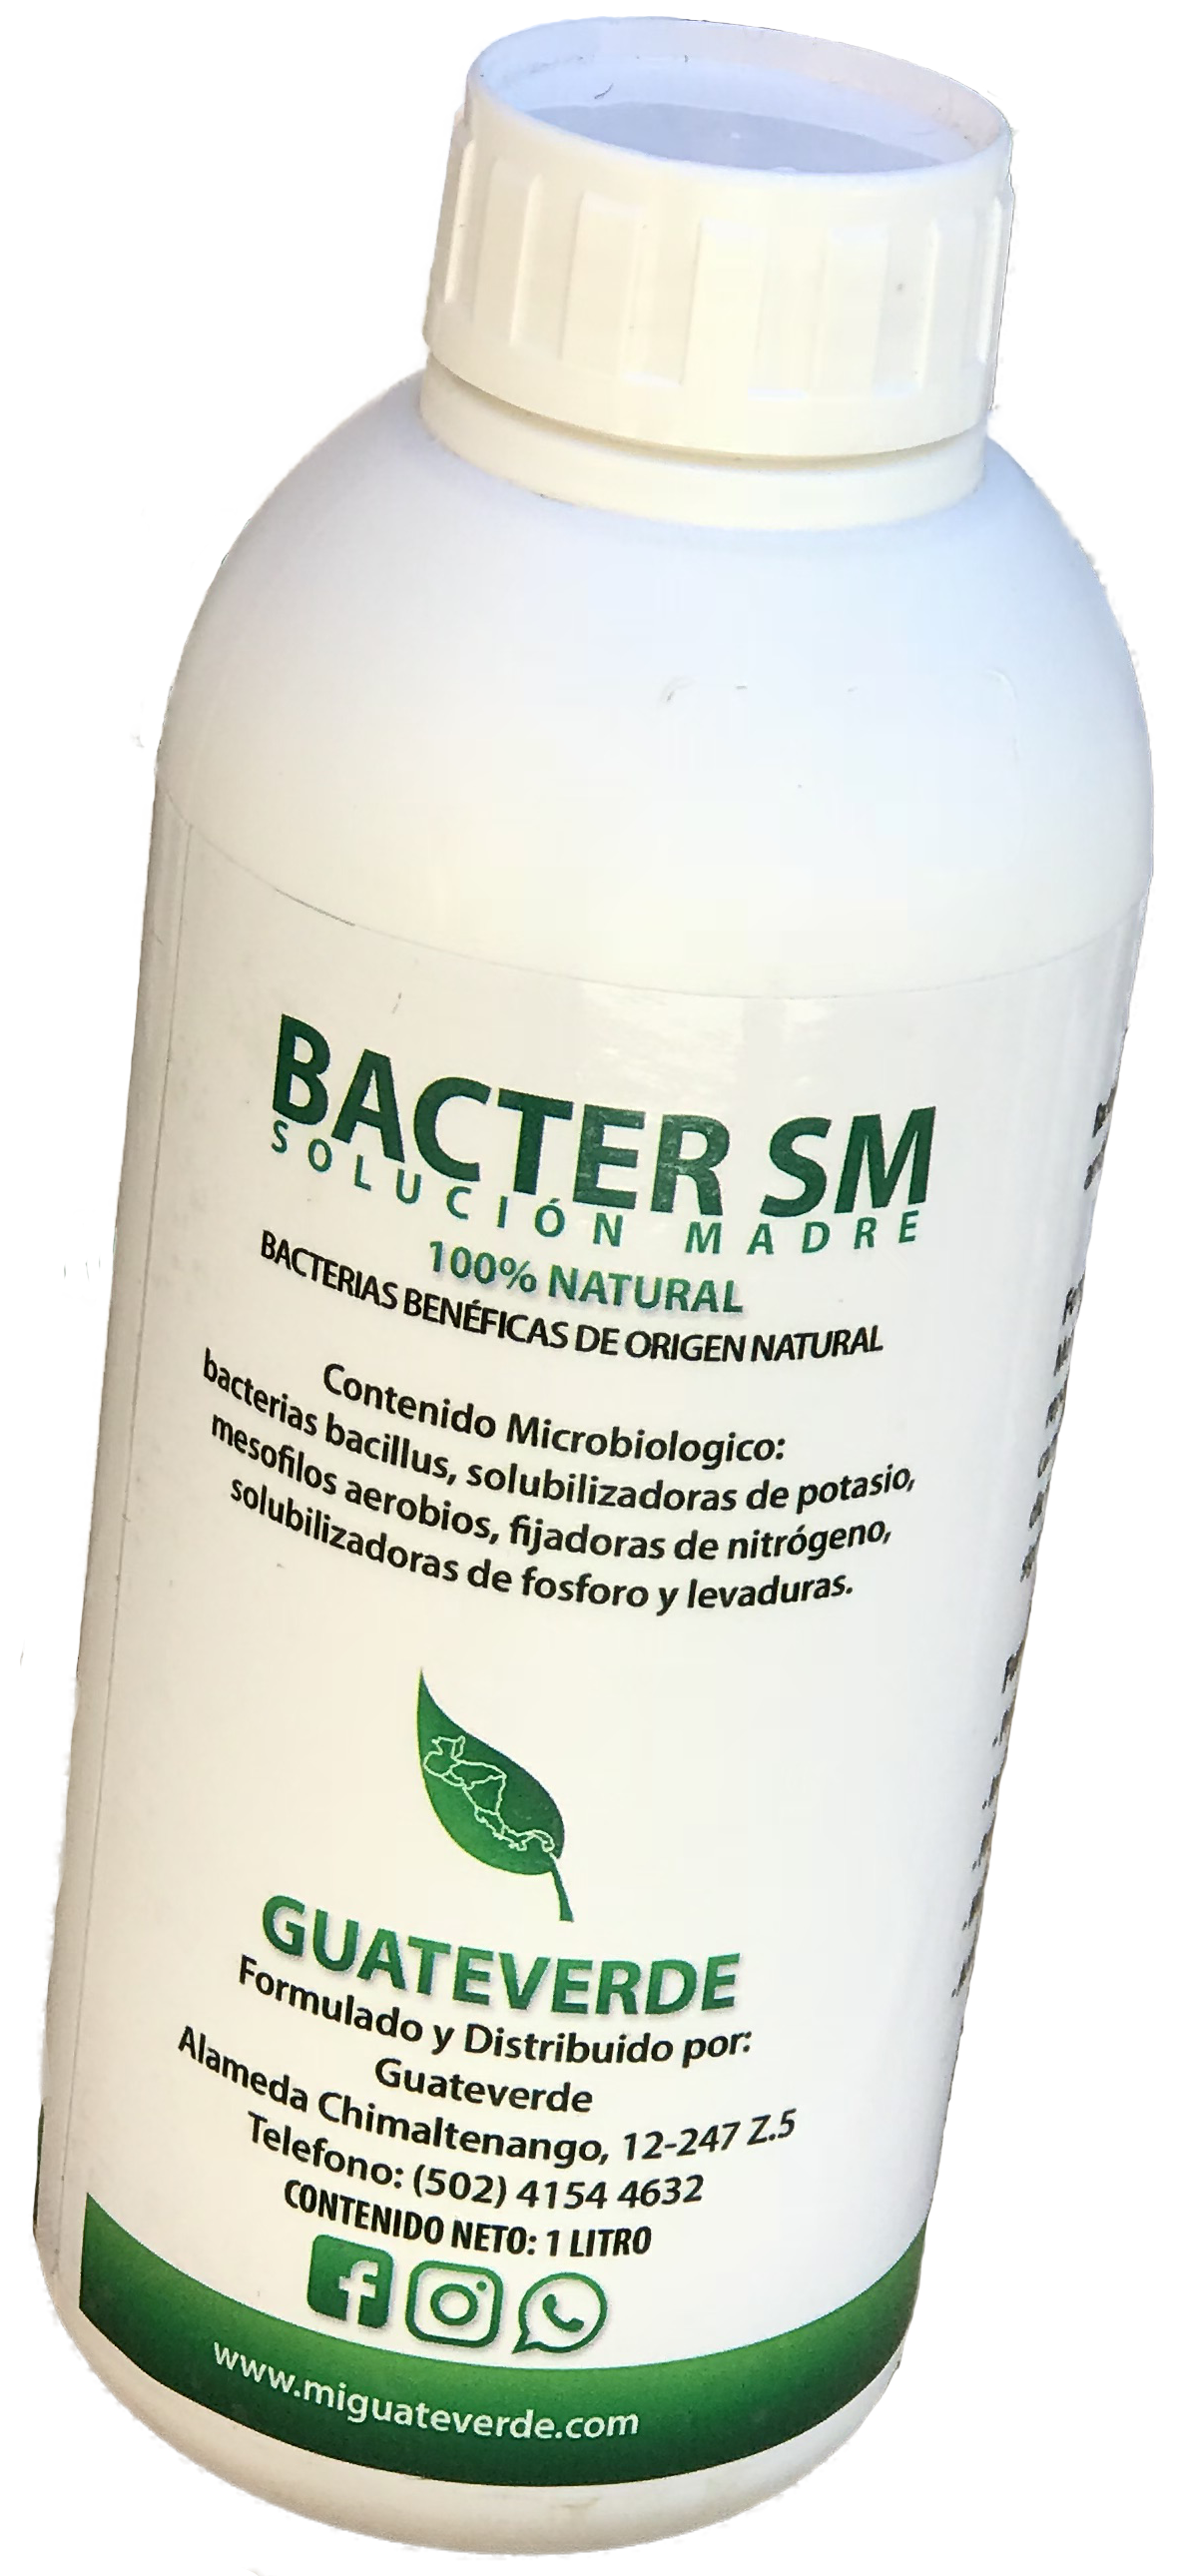 BACTER SM
SOLUCIÓN MADRE
100% NATURAL
BACTERIAS BENÉFICAS DE ORIGEN NATURAL
Contenido Microbiologico:
bacterias bacillus, solubilizadoras de potasio,
mesofilos aerobios, fijadoras de nitrógeno,
solubilizadoras de fosforo y levaduras.
GUATEVERDE
Formulado y Distribuido por:
Guateverde
Alameda Chimaltenango, 12-247 Z.5
Telefono: (502) 4154 4632
CONTENIDO NETO: 1 LITRO
www.miguateverde.com